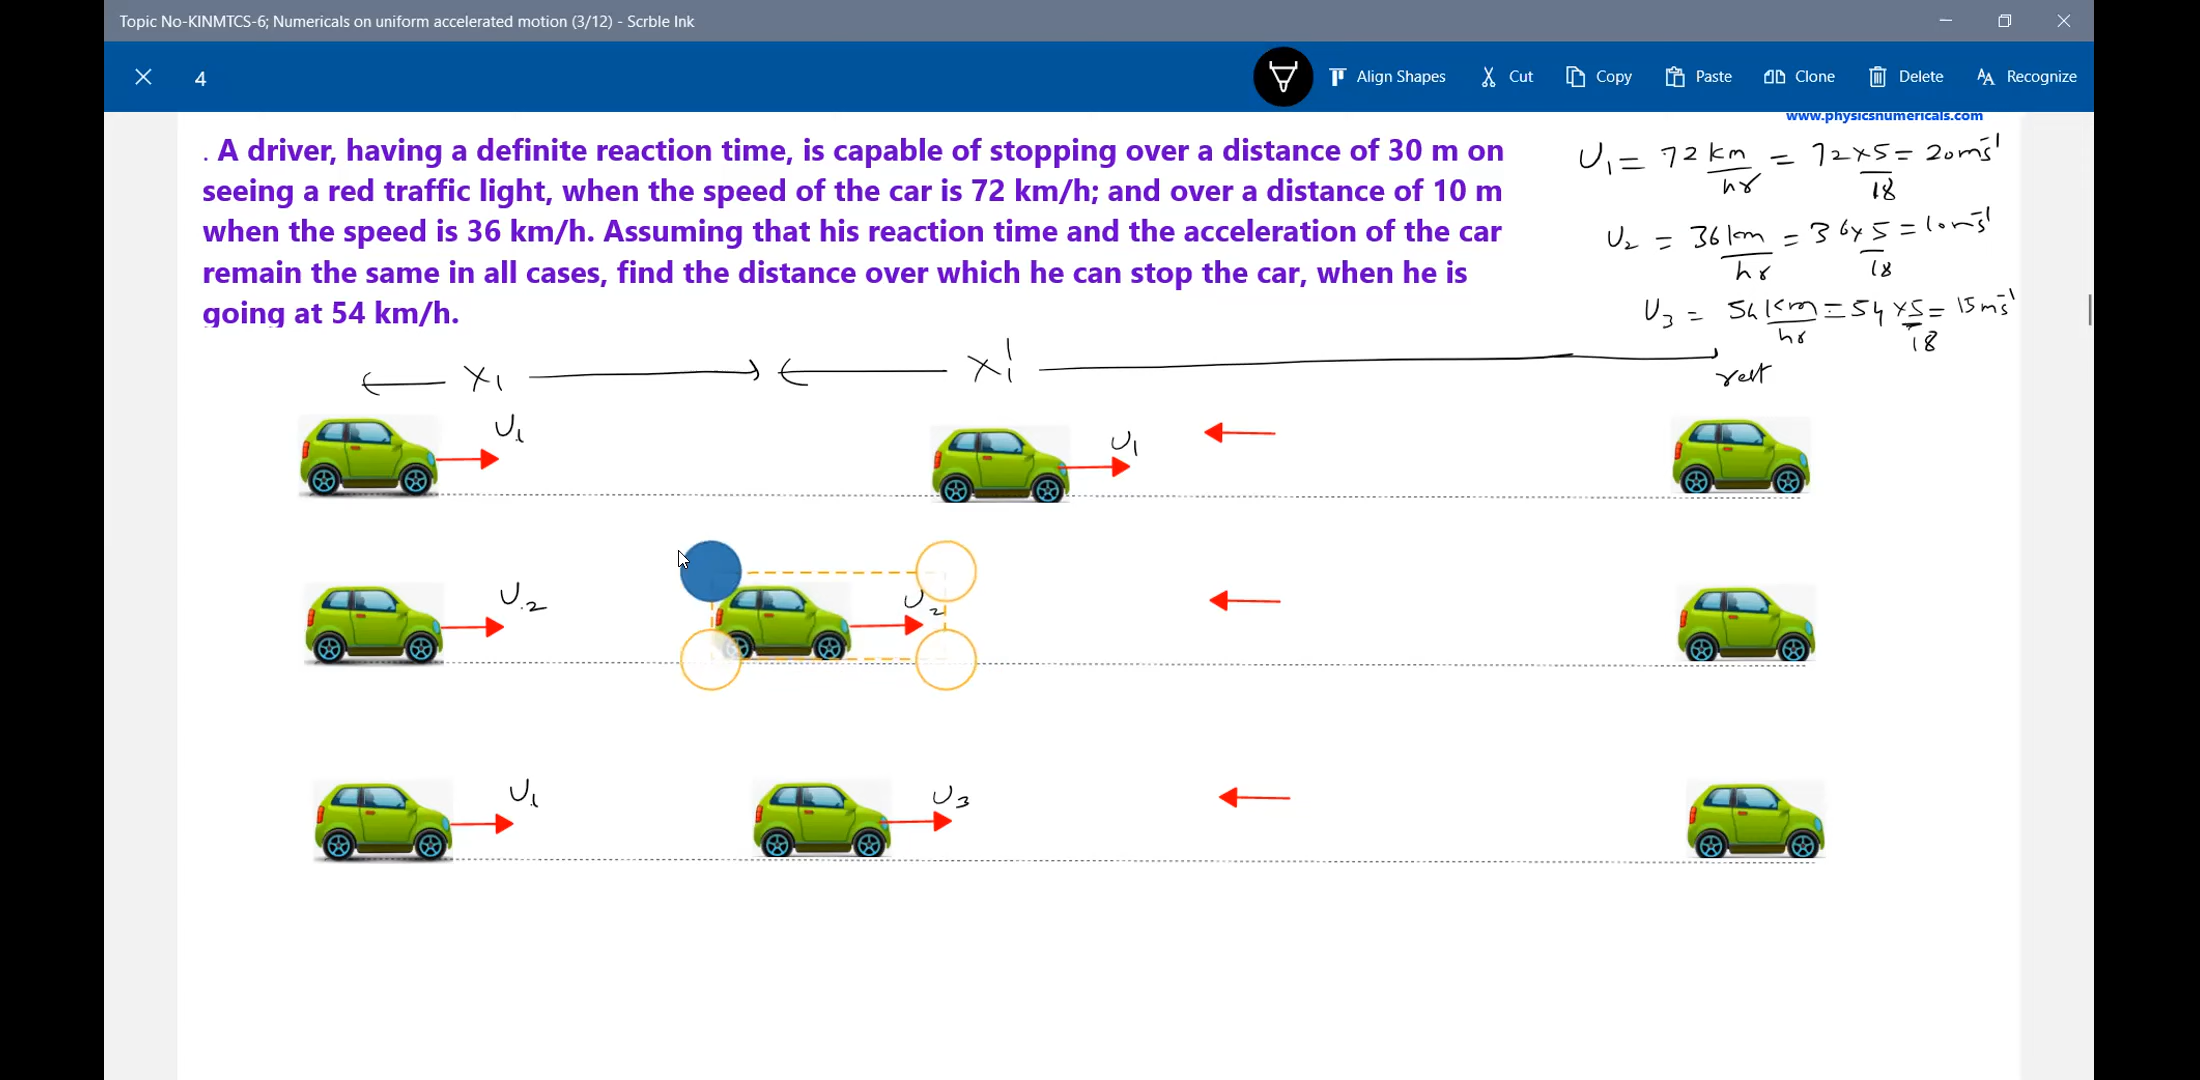 Topic No-KINMTCS-6; Numericals on uniform accelerated motion (3/12) - Scrble Ink
4
Align Shapes Cut Copy Paste Clone Delete Recognize
www.physicsnumericals.com
. A driver, having a definite reaction time, is capable of stopping over a distance of 30 m on
seeing a red traffic light, when the speed of the car is 72 km/h; and over a distance of 10 m
when the speed is 36 km/h. Assuming that his reaction time and the acceleration of the car
remain the same in all cases, find the distance over which he can stop the car, when he is
going at 54 km/h.
U₁ = 72 km/hr = 72×5/18 = 20ms⁻¹
U₂ = 36 km/hr = 36×5/18 = 10ms⁻¹
U₃ = 54 km/hr = 54×5/18 = 15ms⁻¹
X₁ X₁'
rest
U₁ U₁
U₂ U₂
U₁ U₃